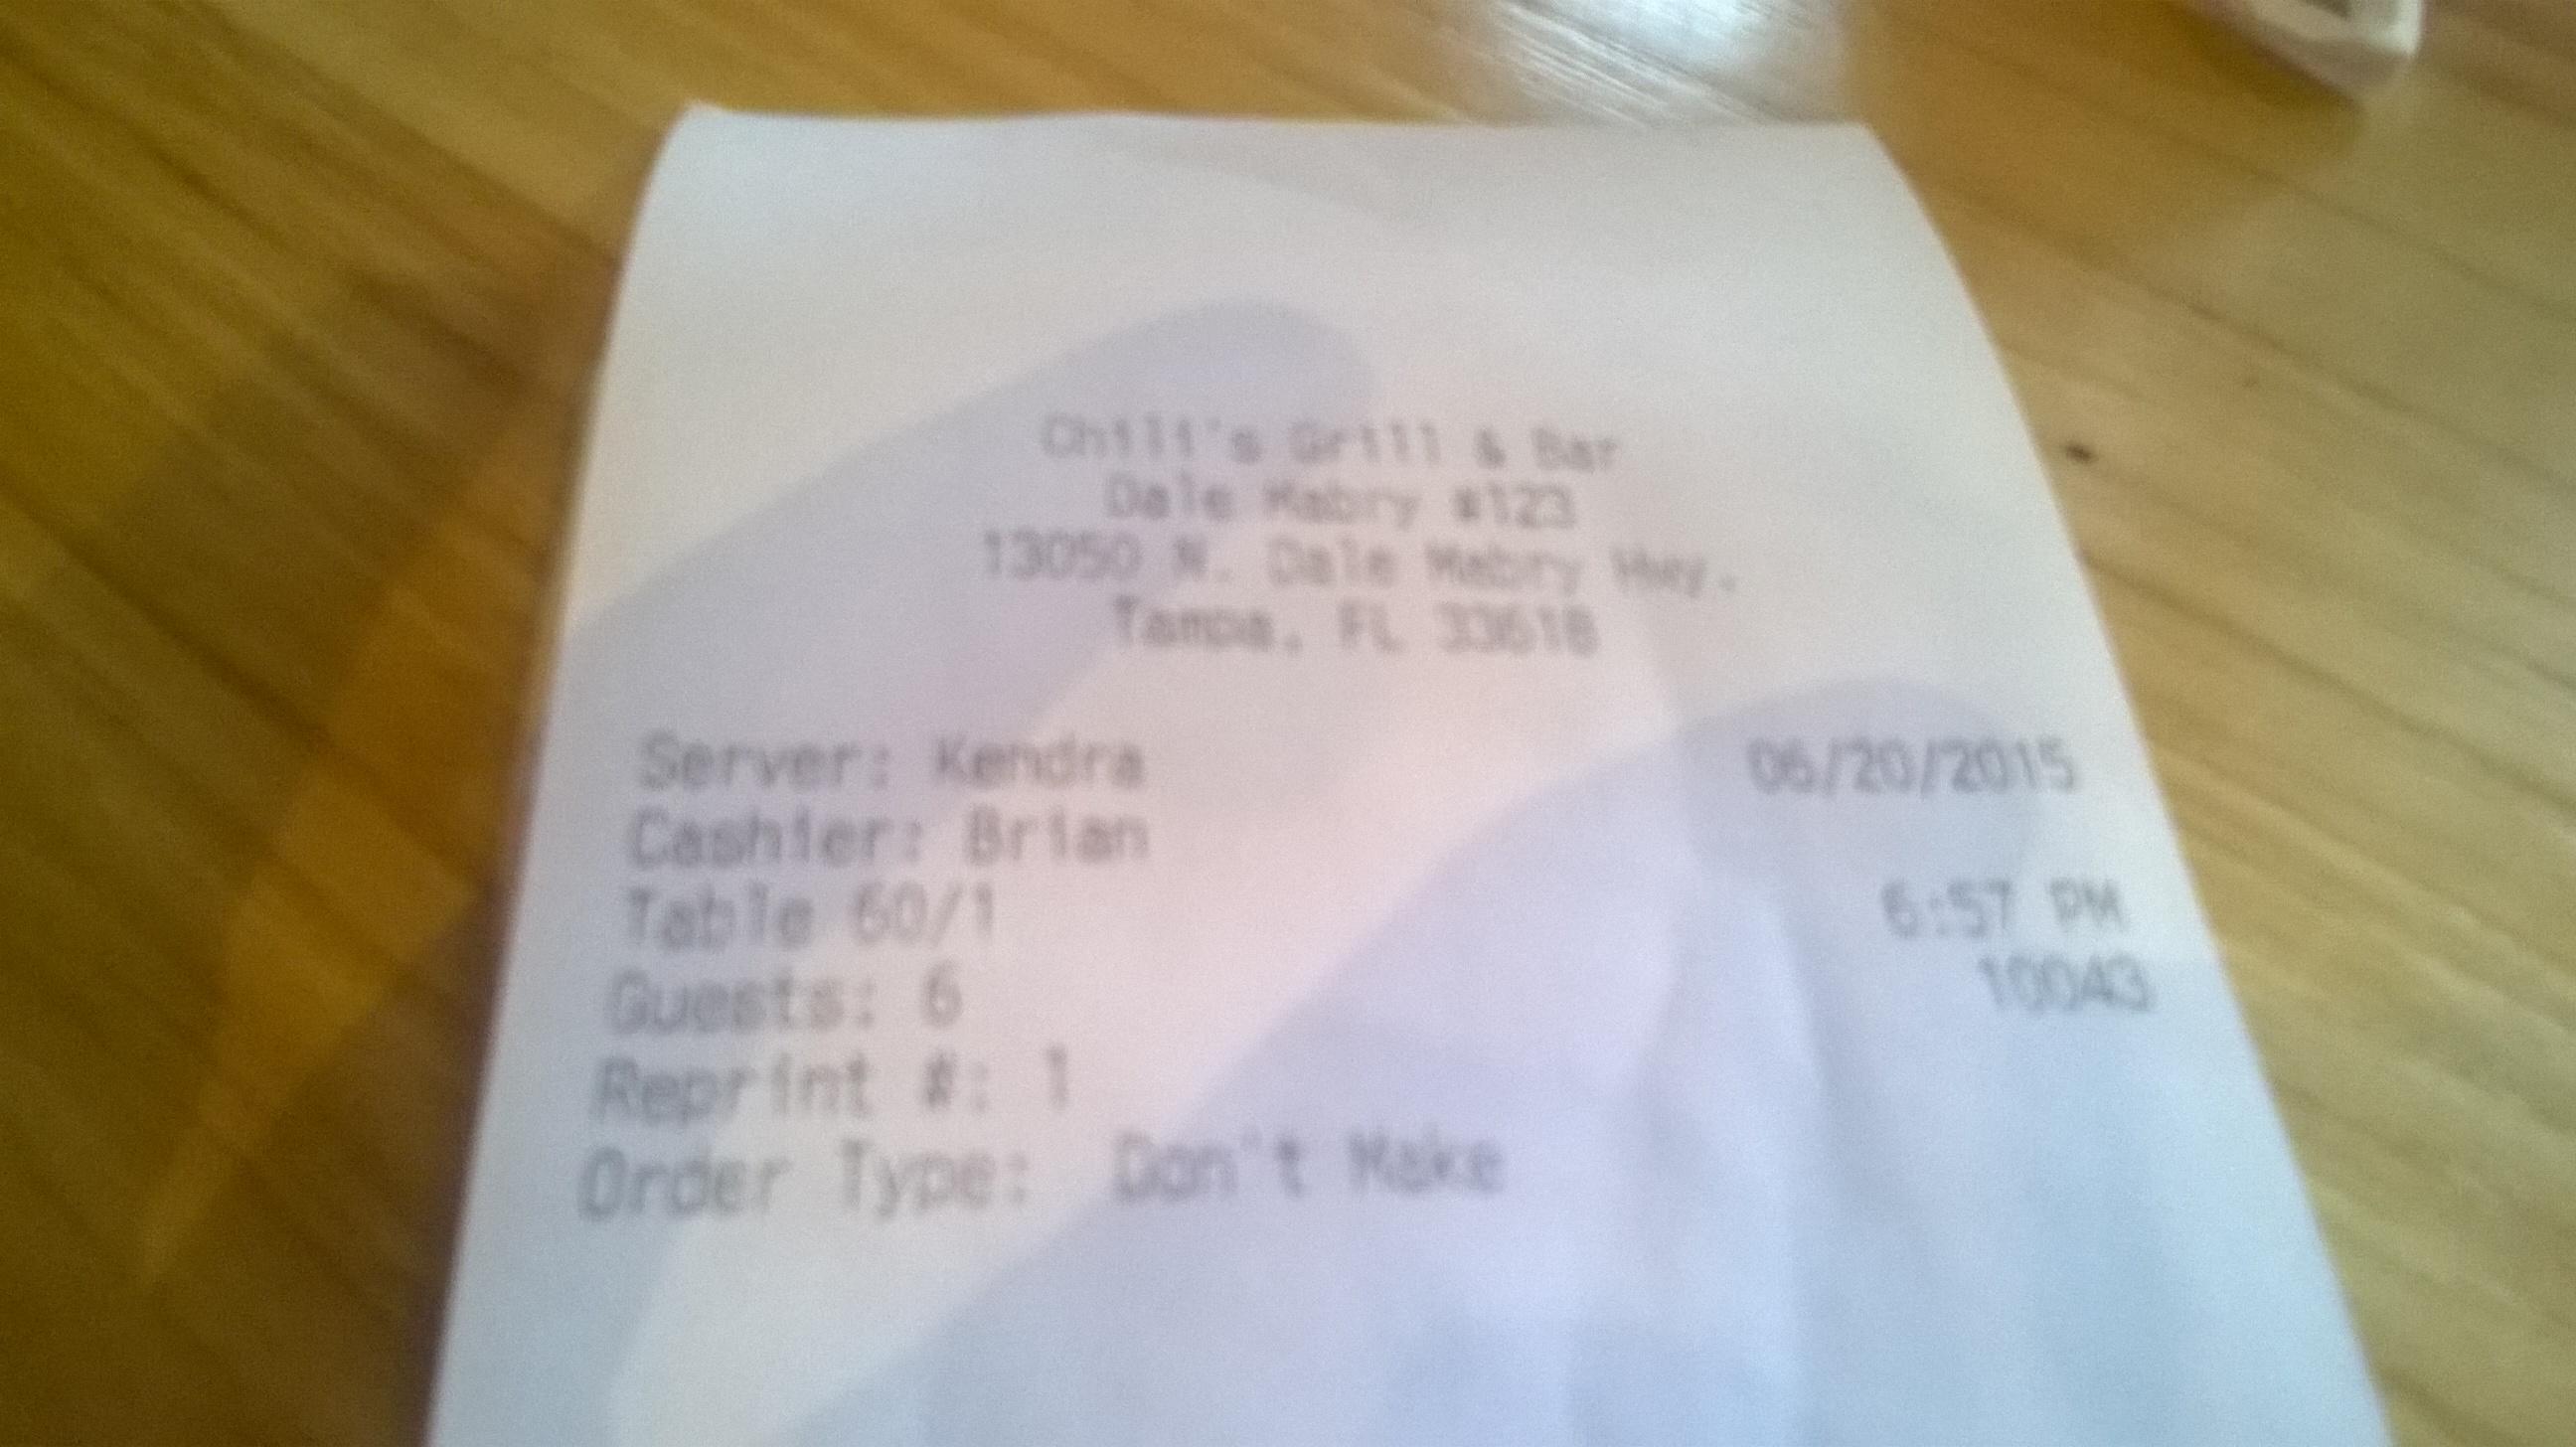 Chili's Grill & Bar
Dale Mabry #123
13050 N. Dale Mabry Hwy.
Tampa, FL 33618
Server: Kendra 06/20/2015
Cashier: Brian
Table 60/1 6:57 PM
Guests: 6 10043
Reprint #: 1
Order Type: Don't Make